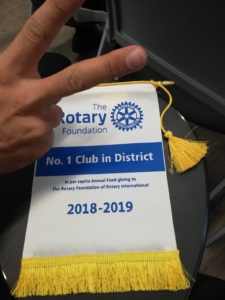 The
Rotary
Foundation
No. 1 Club in District
in per capita Annual Fund giving to
The Rotary Foundation of Rotary International
2018-2019